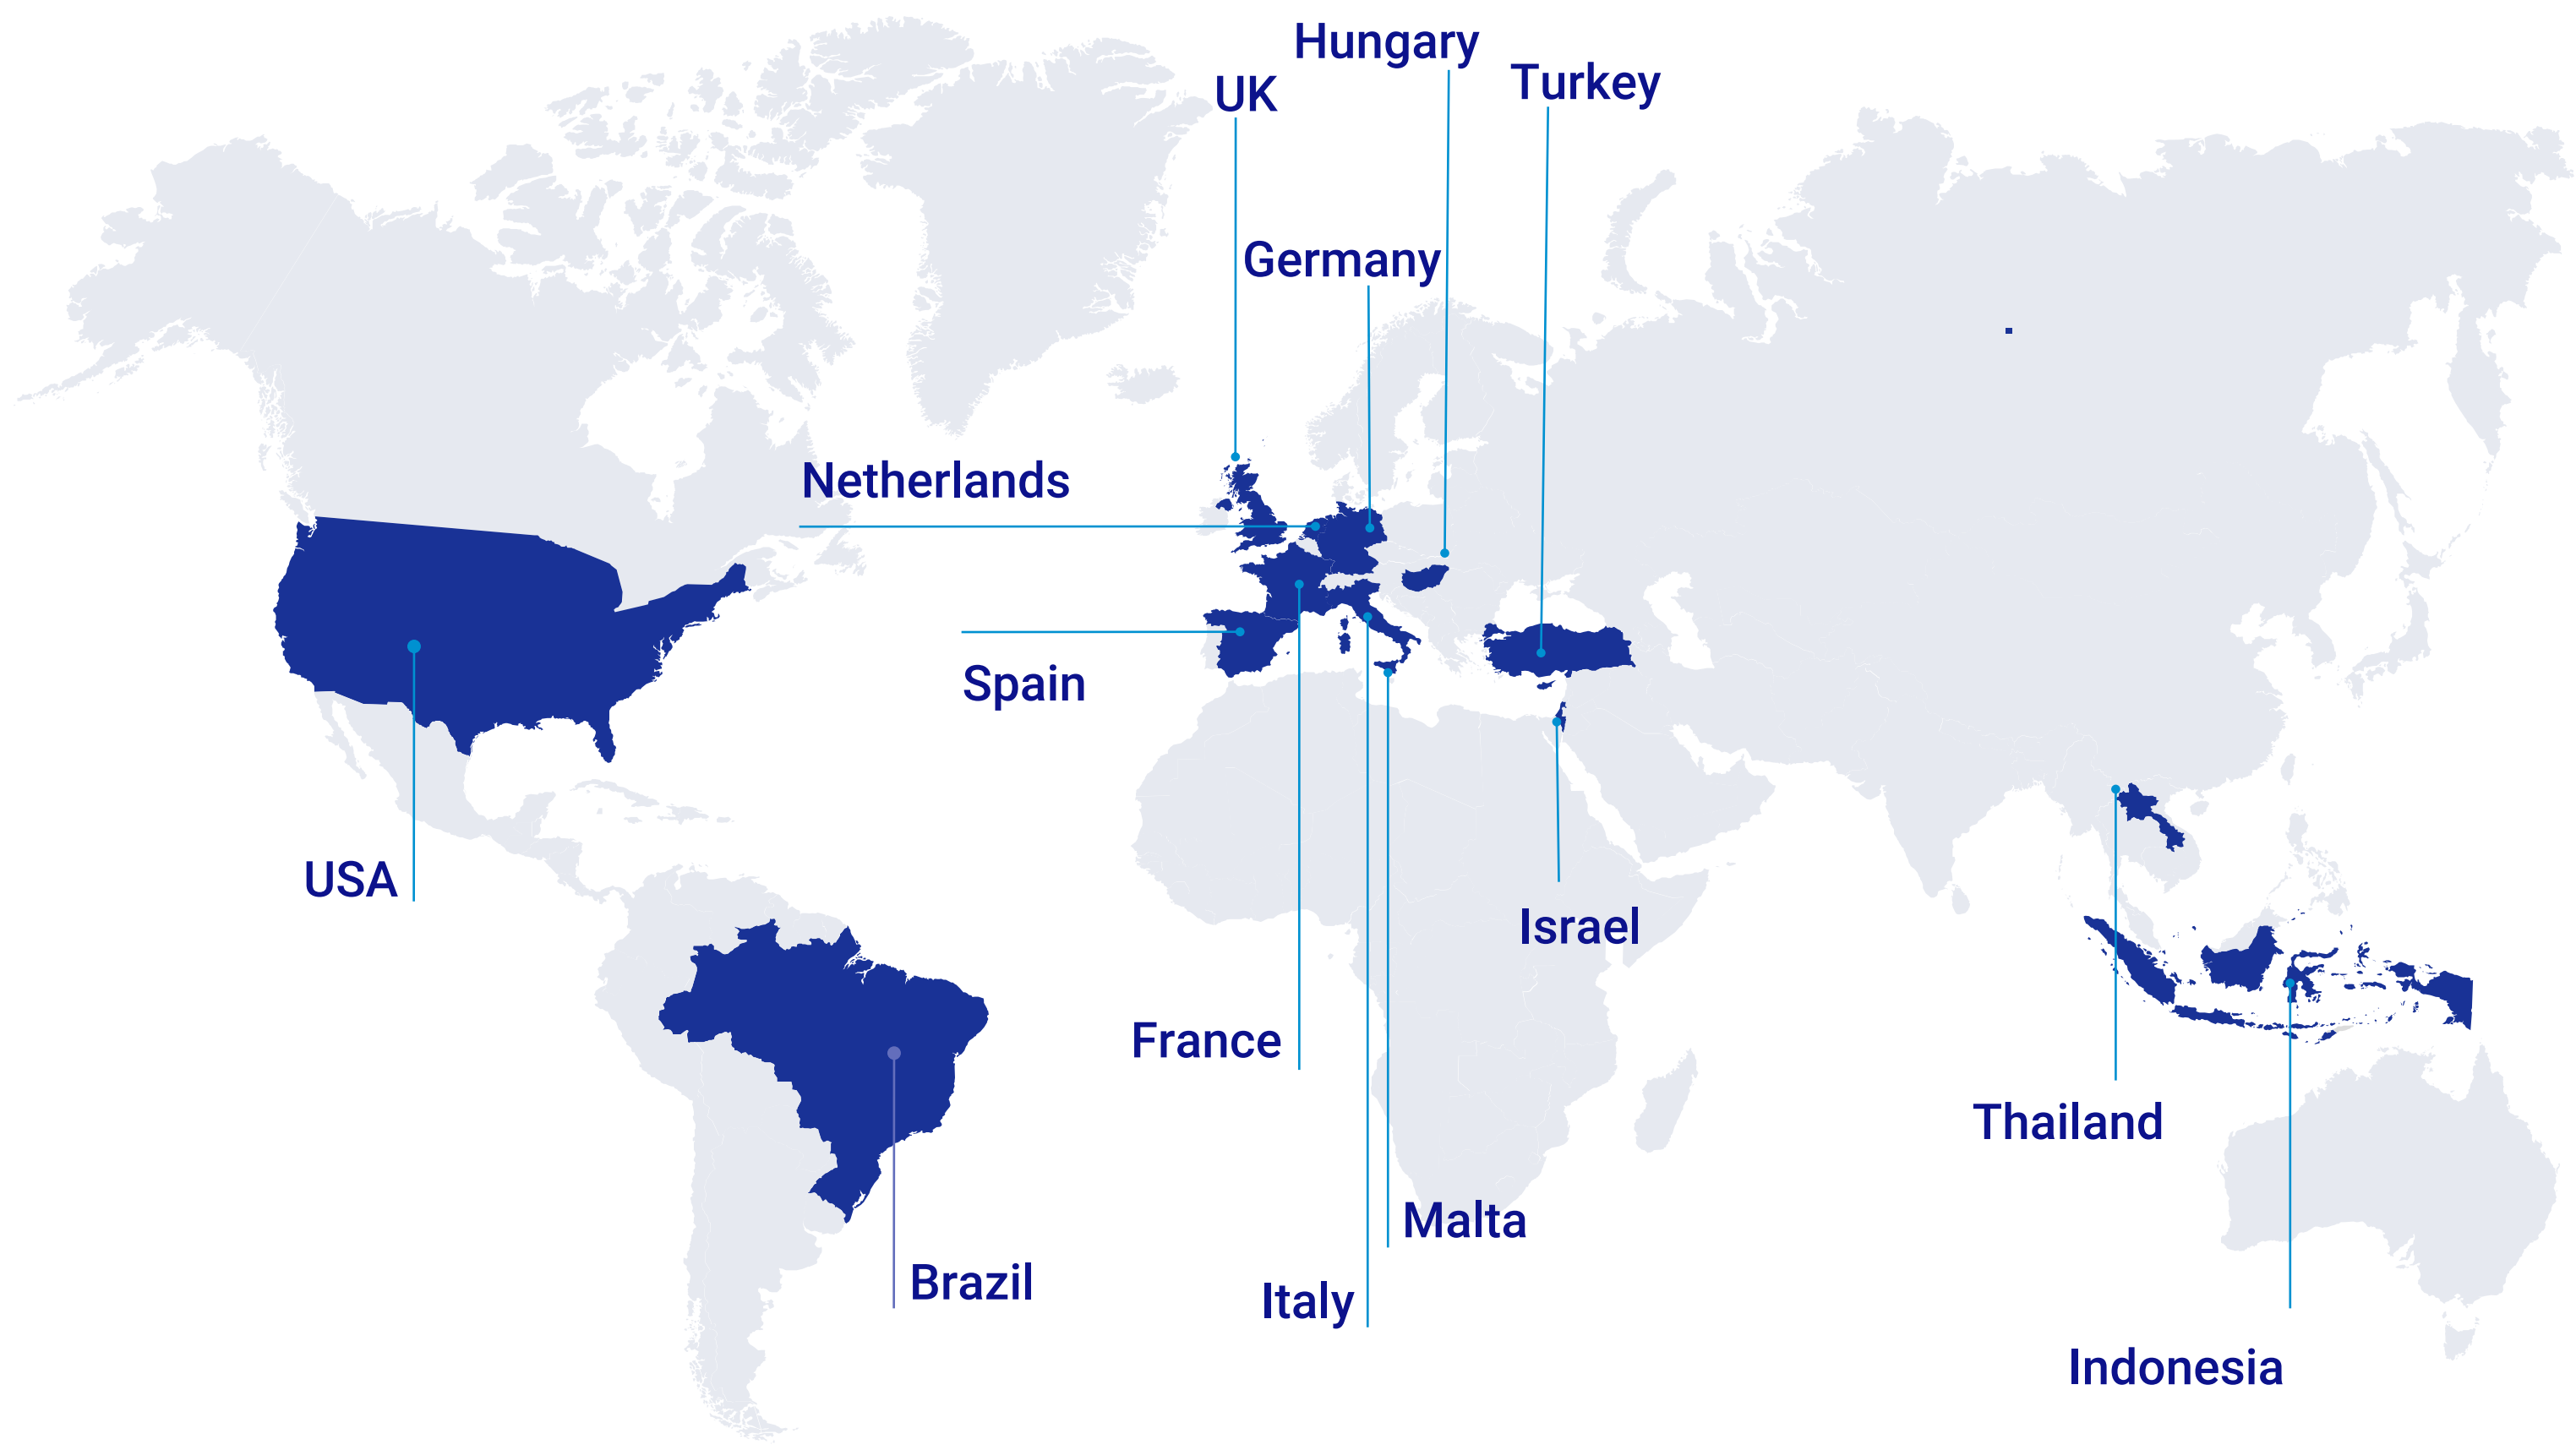 Hungary
UK
Turkey
Germany
Netherlands
Spain
USA
Israel
France
Thailand
Malta
Brazil
Italy
Indonesia